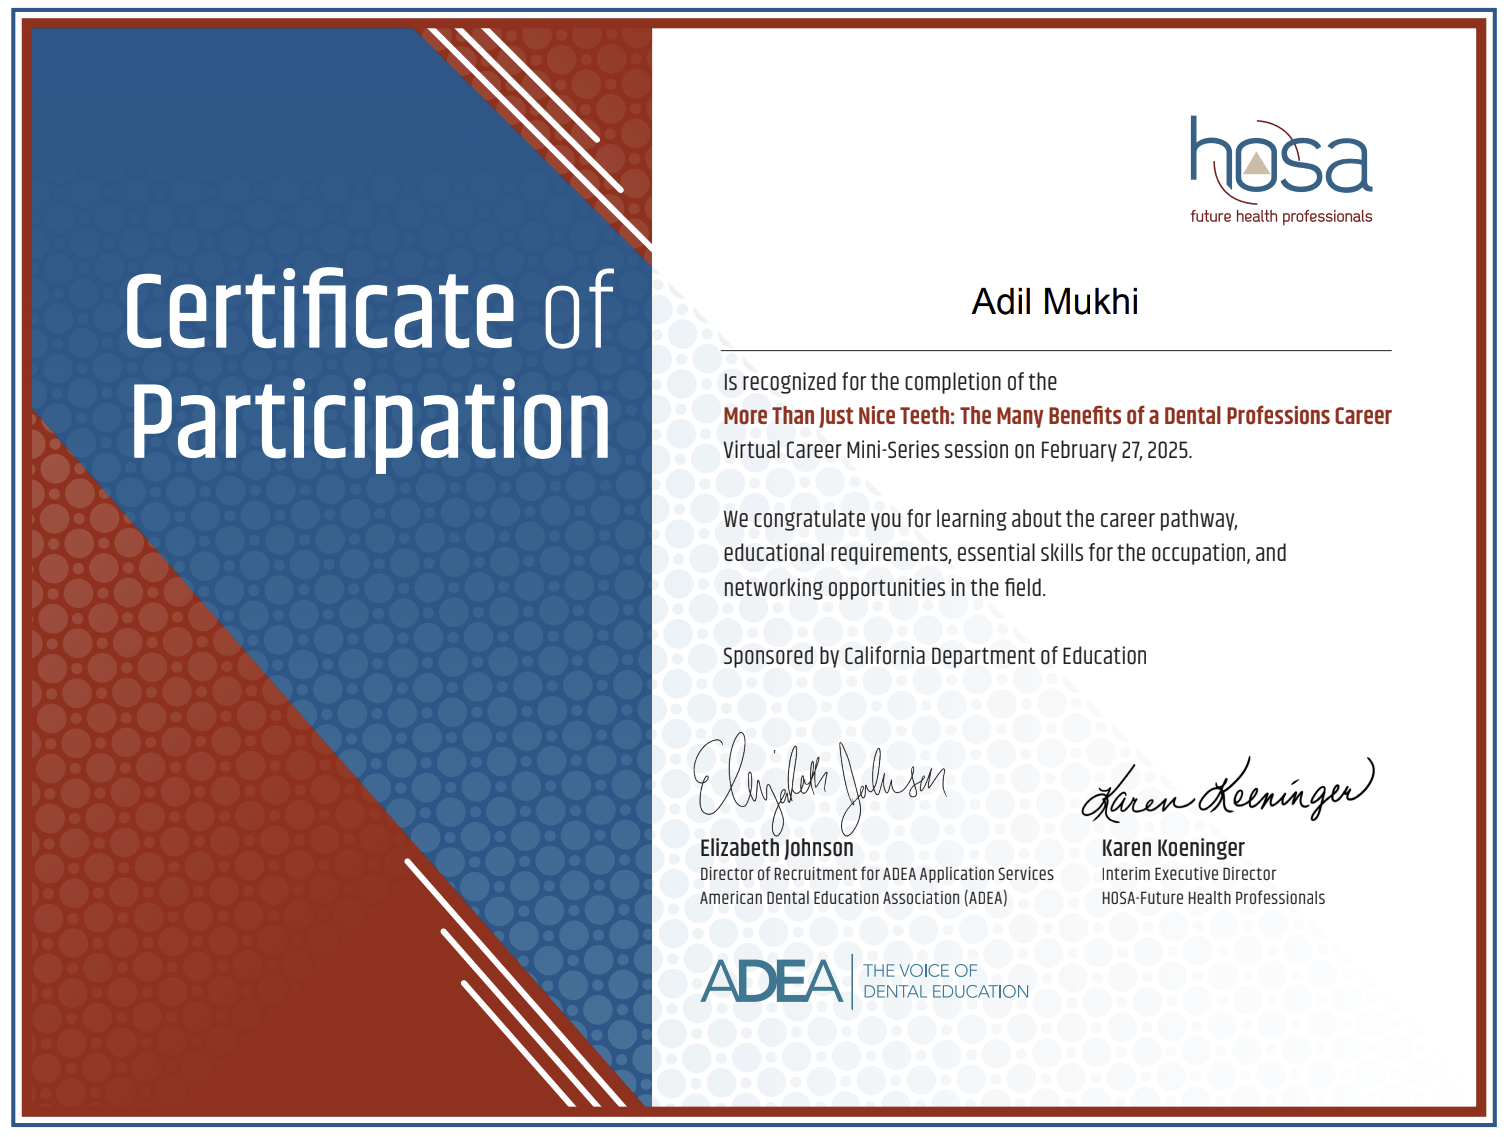 Certificate of
Participation
hosa
future health professionals
Adil Mukhi
Is recognized for the completion of the
More Than Just Nice Teeth: The Many Benefits of a Dental Professions Career
Virtual Career Mini-Series session on February 27, 2025.
We congratulate you for learning about the career pathway,
educational requirements, essential skills for the occupation, and
networking opportunities in the field.
Sponsored by California Department of Education
Elizabeth Johnson
Karen Koeninger
Elizabeth Johnson
Director of Recruitment for ADEA Application Services
American Dental Education Association (ADEA)
Karen Koeninger
Interim Executive Director
HOSA-Future Health Professionals
ADEA
THE VOICE OF
DENTAL EDUCATION